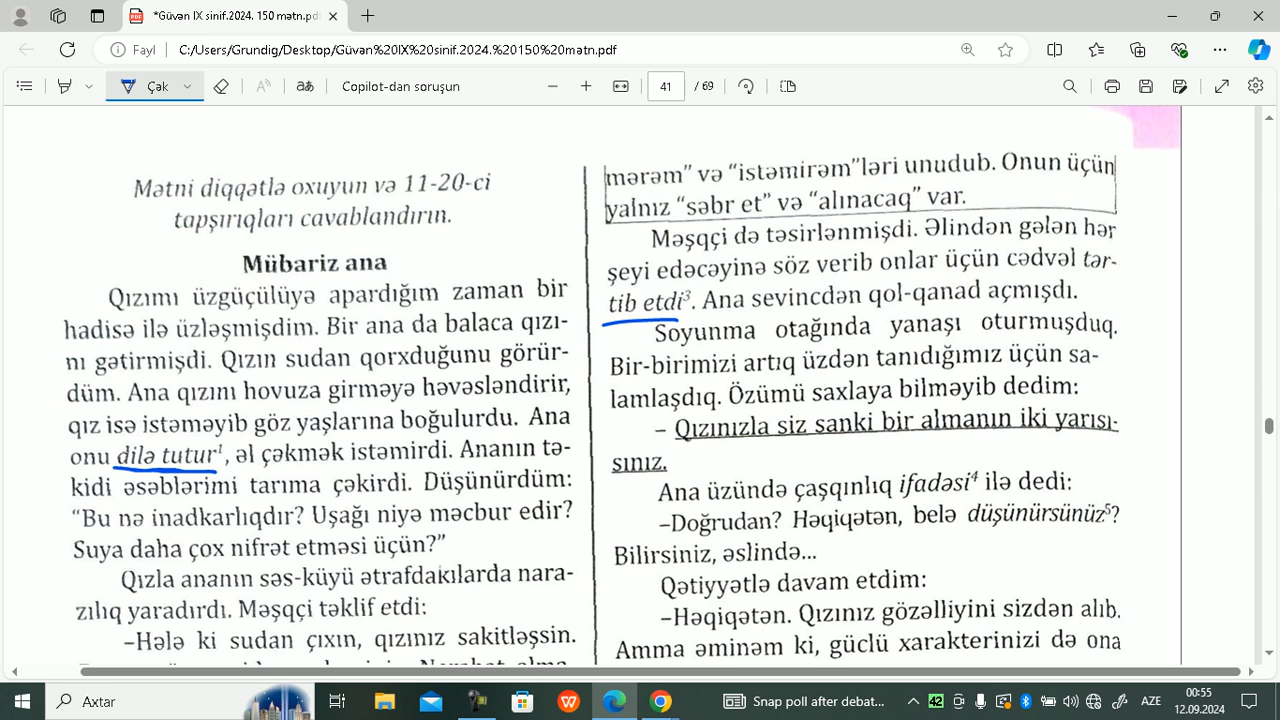 *Güvən IX sinif.2024. 150 mətn.pdf
Fayl
C:/Users/Grundig/Desktop/Güvən%20IX%20sinif.2024.%20150%20mətn.pdf
Çək
Copilot-dan soruşun
41 / 69
Mətni diqqətlə oxuyun və 11-20-ci
tapşırıqları cavablandırın.
Mübariz ana
Qızımı üzgüçülüyə apardığım zaman bir
hadisə ilə üzləşmişdim. Bir ana da balaca qızı-
nı gətirmişdi. Qızın sudan qorxduğunu görür-
düm. Ana qızını hovuza girməyə həvəsləndirir,
qız isə istəməyib göz yaşlarına boğulurdu. Ana
onu dilə tutur¹, əl çəkmək istəmirdi. Ananın tə-
kidi əsəblərimi tarıma çəkirdi. Düşünürdüm:
“Bu nə inadkarlıqdır? Uşağı niyə məcbur edir?
Suya daha çox nifrət etməsi üçün?”
Qızla ananın səs-küyü ətrafdakılarda nara-
zılıq yaradırdı. Məşqçi təklif etdi:
–Hələ ki sudan çıxın, qızınız sakitləşsin.
mərəm” və “istəmirəm”ləri unudub. Onun üçün
yalnız “səbr et” və “alınacaq” var.
Məşqçi də təsirlənmişdi. Əlindən gələn hər
şeyi edəcəyinə söz verib onlar üçün cədvəl tər-
tib etdi³. Ana sevincdən qol-qanad açmışdı.
Soyunma otağında yanaşı oturmuşduq.
Bir-birimizi artıq üzdən tanıdığımız üçün sa-
lamlaşdıq. Özümü saxlaya bilməyib dedim:
– Qızınızla siz sanki bir almanın iki yarısı-
sınız.
Ana üzündə çaşqınlıq ifadəsi⁴ ilə dedi:
–Doğrudan? Həqiqətən, belə düşünürsünüz⁵?
Bilirsiniz, əslində...
Qətiyyətlə davam etdim:
–Həqiqətən. Qızınız gözəlliyini sizdən alıb.
Amma əminəm ki, güclü xarakterinizi də ona
Axtar
Snap poll after debat...
42
AZE
00:55
12.09.2024